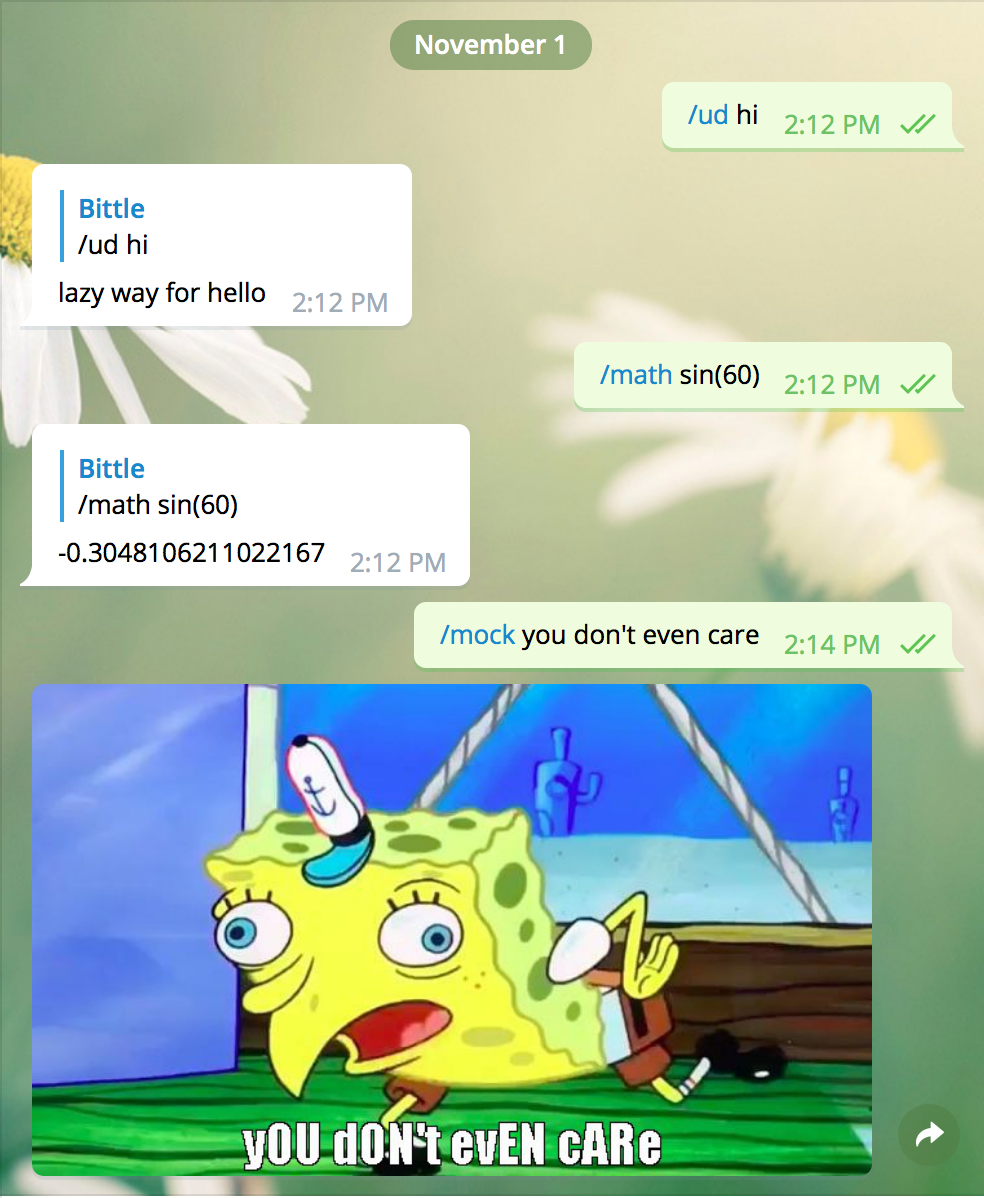 November 1
/ud hi 2:12 PM
Bittle
/ud hi
lazy way for hello 2:12 PM
/math sin(60) 2:12 PM
Bittle
/math sin(60)
-0.3048106211022167 2:12 PM
/mock you don't even care 2:14 PM
yOU dON't evEN cARe